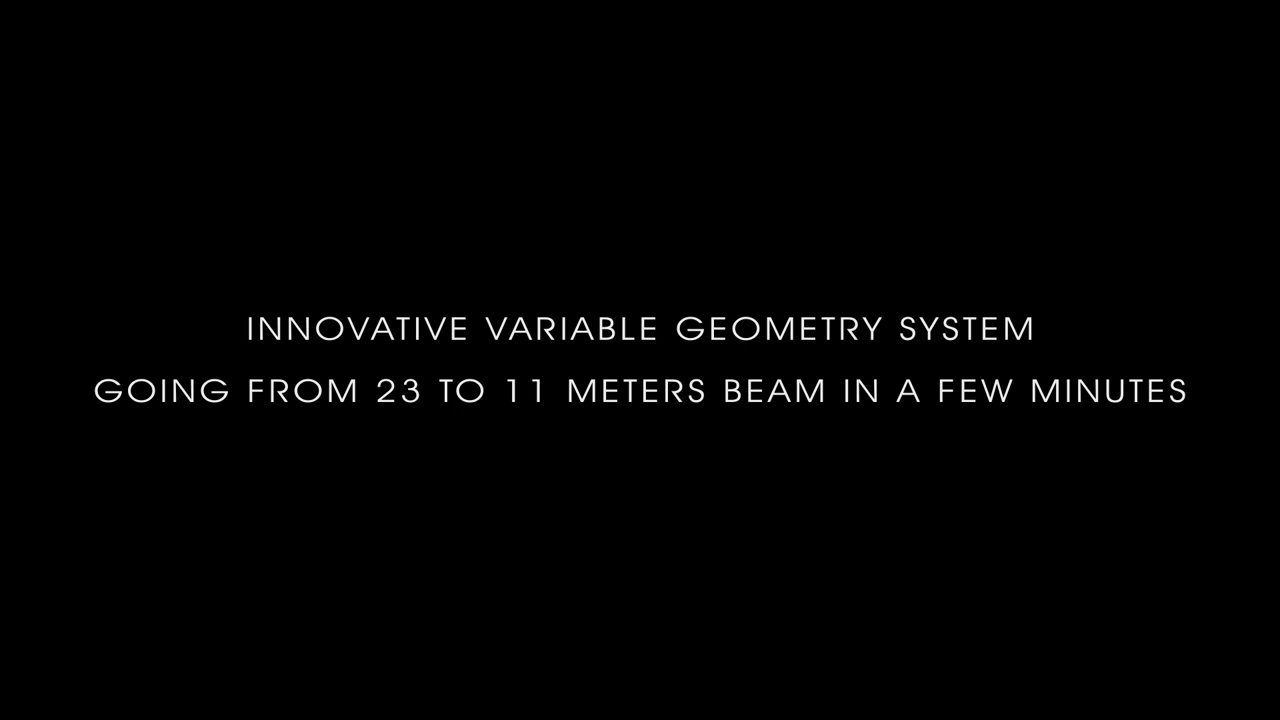 INNOVATIVE VARIABLE GEOMETRY SYSTEM
GOING FROM 23 TO 11 METERS BEAM IN A FEW MINUTES